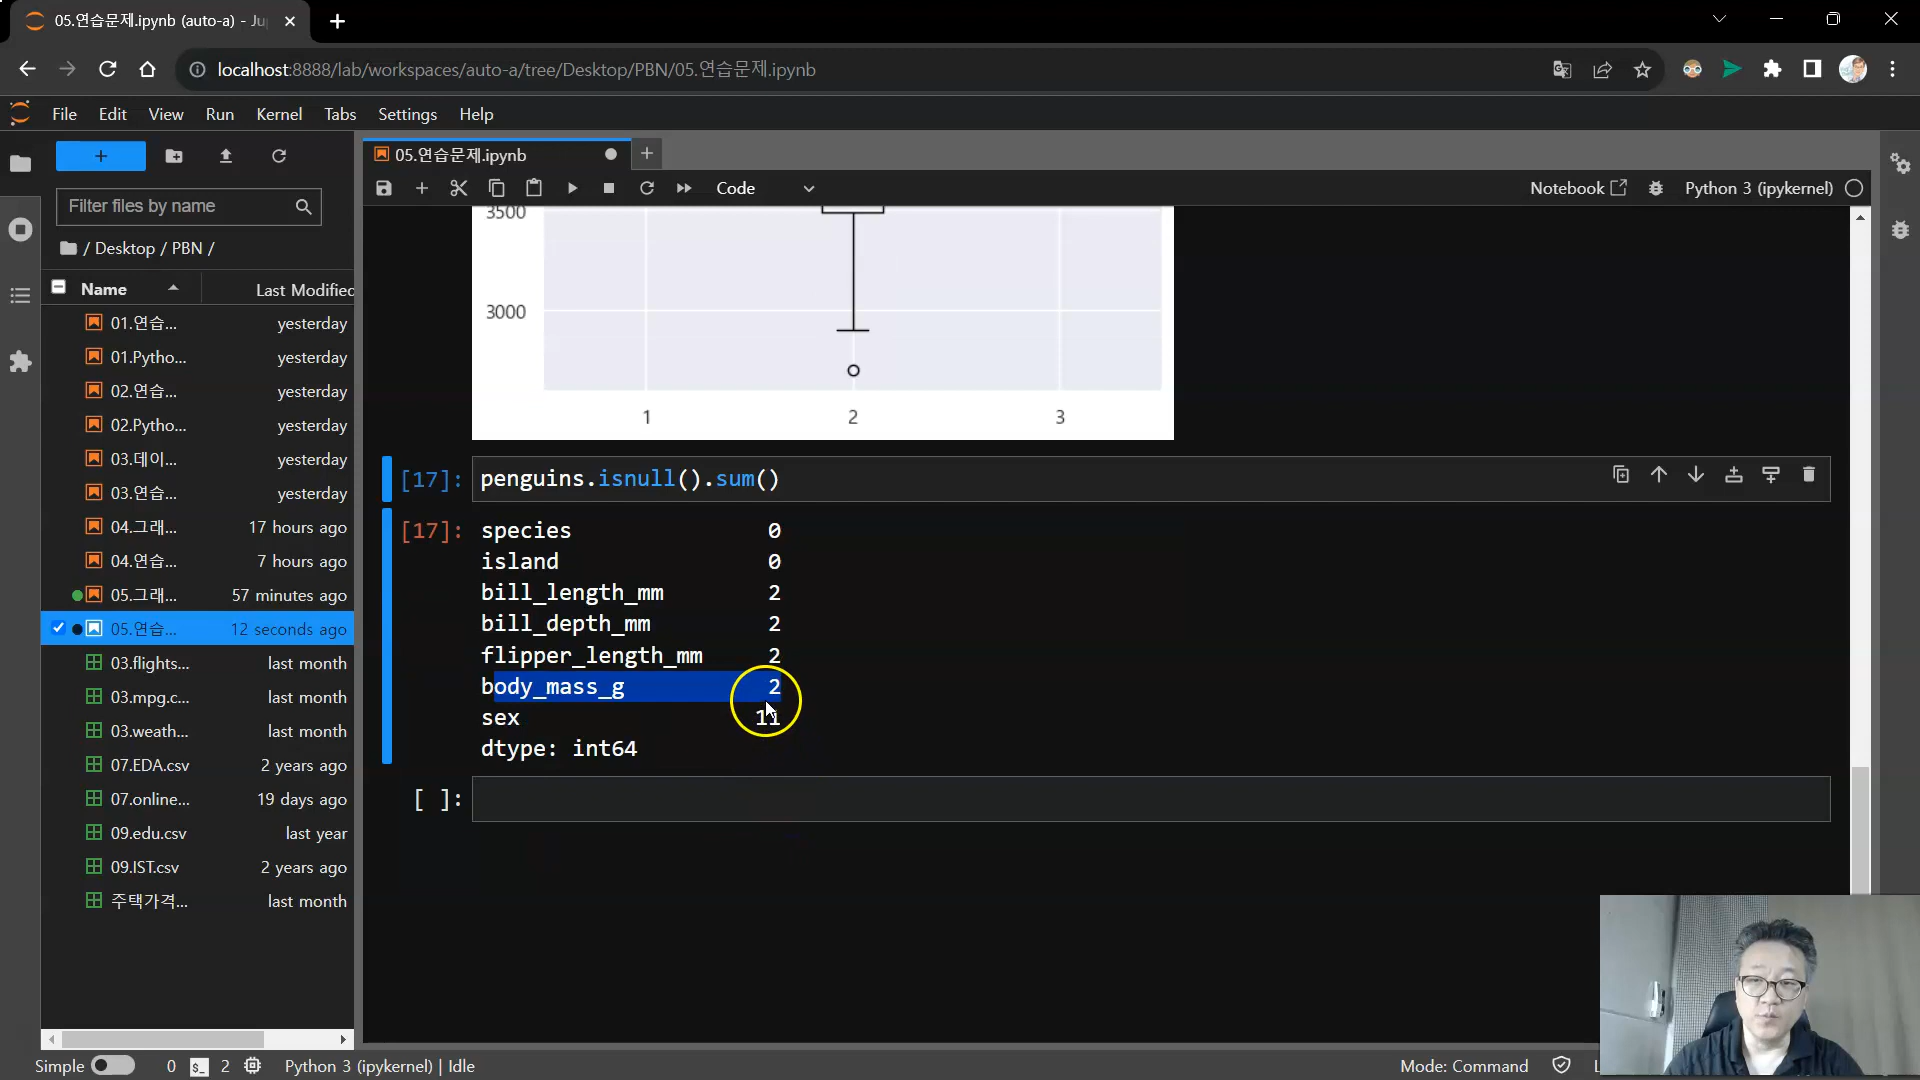 05.연습문제.ipynb (auto-a) - Ju
localhost:8888/lab/workspaces/auto-a/tree/Desktop/PBN/05.연습문제.ipynb
File Edit View Run Kernel Tabs Settings Help
05.연습문제.ipynb
Code
Notebook
Python 3 (ipykernel)
Filter files by name
/ Desktop / PBN /
Name Last Modified
01.연습... yesterday
01.Pytho... yesterday
02.연습... yesterday
02.Pytho... yesterday
03.데이... yesterday
03.연습... yesterday
04.그래... 17 hours ago
04.연습... 7 hours ago
05.그래... 57 minutes ago
05.연습... 12 seconds ago
03.flights... last month
03.mpg.c... last month
03.weath... last month
07.EDA.csv 2 years ago
07.online... 19 days ago
09.edu.csv last year
09.IST.csv 2 years ago
주택가격... last month
3500
3000
1 2 3
[17]: penguins.isnull().sum()
[17]: species 0
island 0
bill_length_mm 2
bill_depth_mm 2
flipper_length_mm 2
body_mass_g 2
sex 11
dtype: int64
[ ]:
Simple 0 $_ 2 Python 3 (ipykernel) | Idle
Mode: Command